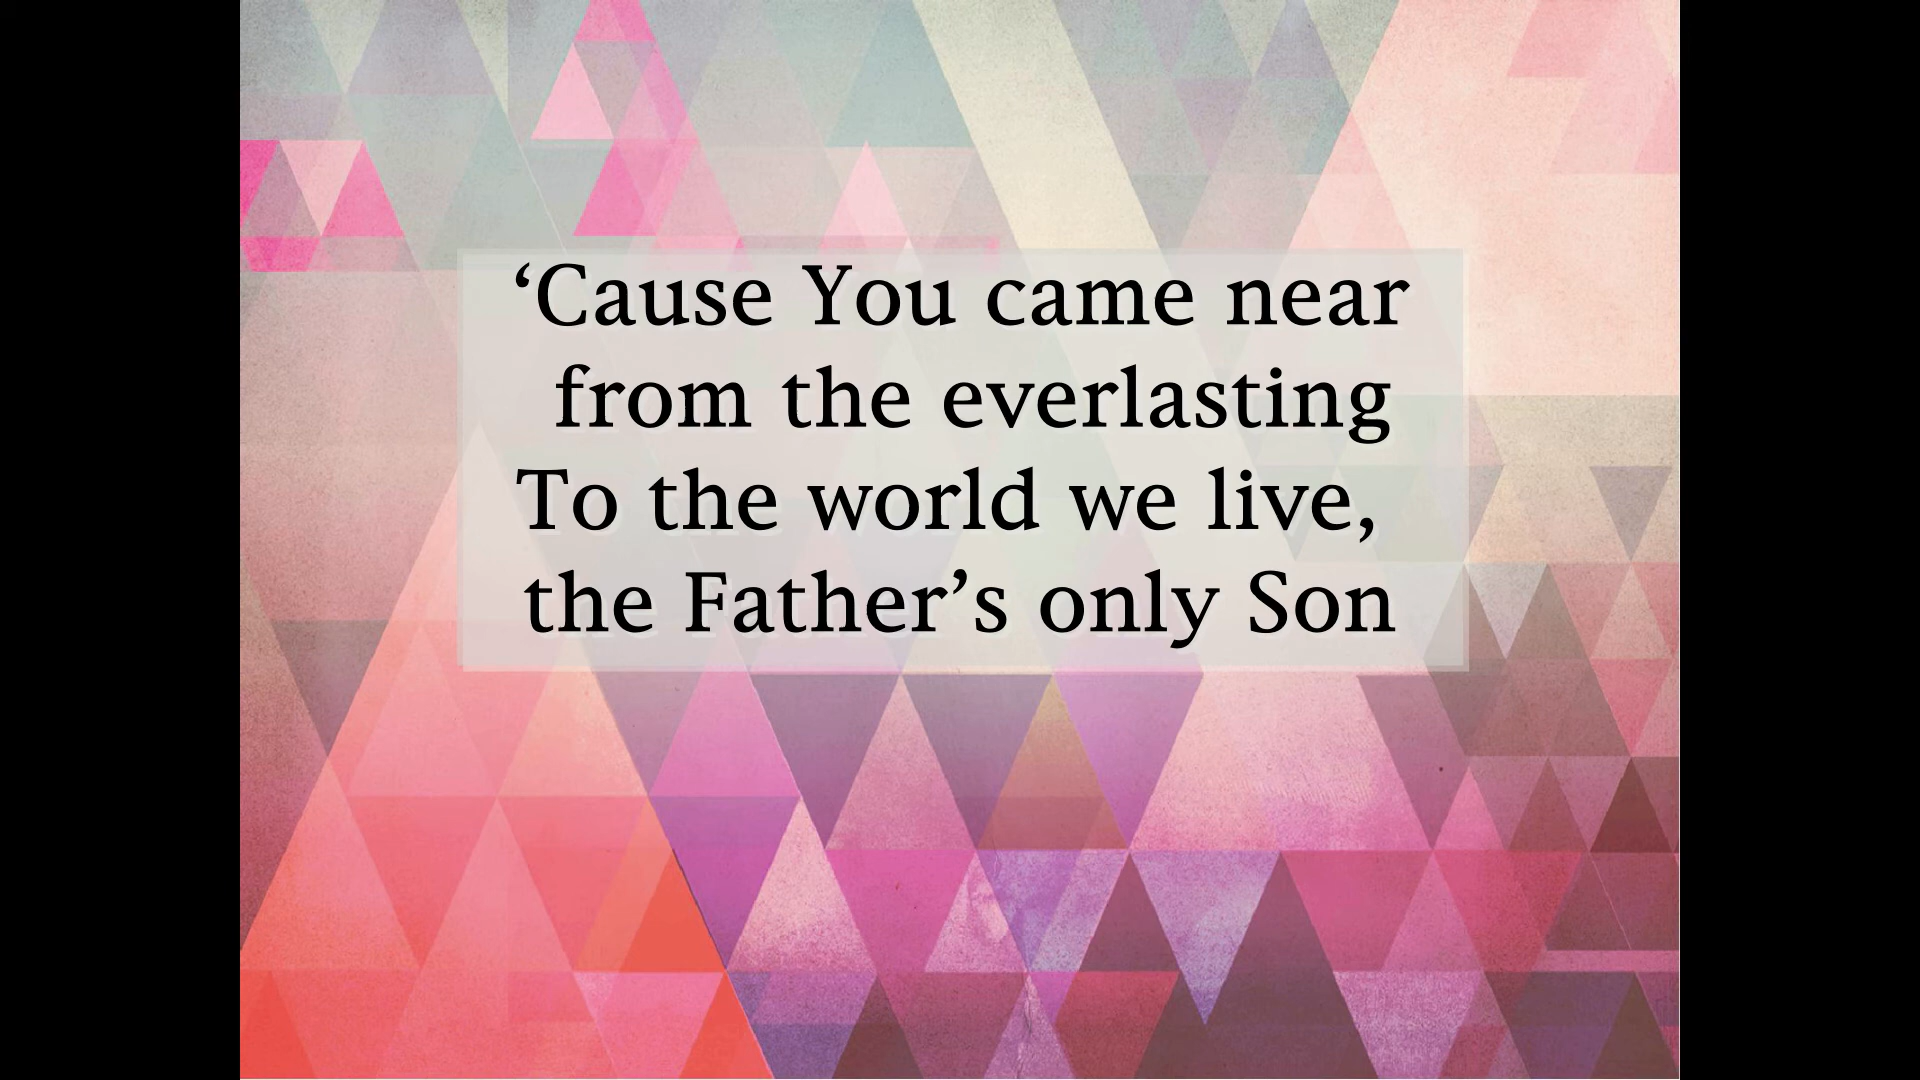 ‘Cause You came near
from the everlasting
To the world we live,
the Father’s only Son